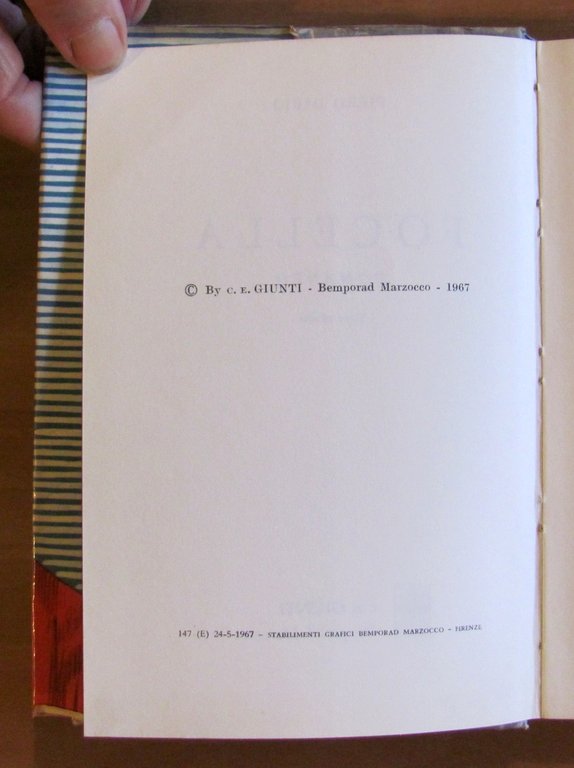 © By C. E. GIUNTI - Bemporad Marzocco - 1967
147 (E) 24-5-1967 - STABILIMENTI GRAFICI BEMPORAD MARZOCCO - FIRENZE